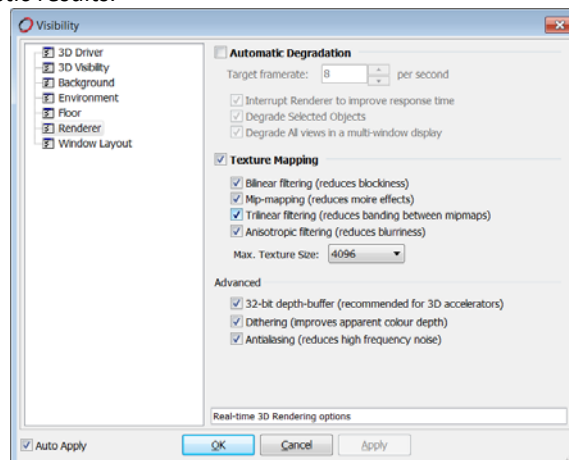 Visibility
3D Driver
3D Visibility
Background
Environment
Floor
Renderer
Window Layout
Automatic Degradation
Target framerate: 8 per second
Interrupt Renderer to improve response time
Degrade Selected Objects
Degrade All views in a multi-window display
Texture Mapping
Bilinear filtering (reduces blockiness)
Mip-mapping (reduces moire effects)
Trilinear filtering (reduces banding between mipmaps)
Anisotropic filtering (reduces blurriness)
Max. Texture Size: 4096
Advanced
32-bit depth-buffer (recommended for 3D accelerators)
Dithering (improves apparent colour depth)
Antialasing (reduces high frequency noise)
Real-time 3D Rendering options
Auto Apply OK Cancel Apply